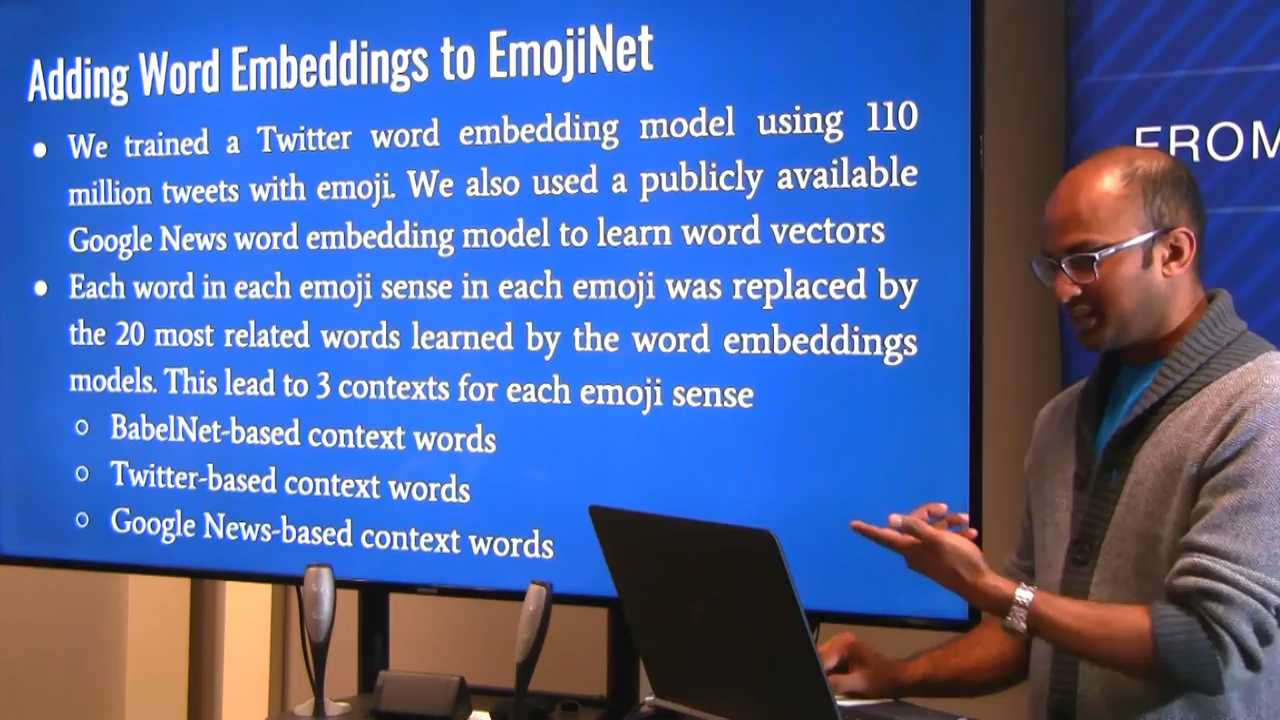 Adding Word Embeddings to EmojiNet
● We trained a Twitter word embedding model using 110
million tweets with emoji. We also used a publicly available
Google News word embedding model to learn word vectors
● Each word in each emoji sense in each emoji was replaced by
the 20 most related words learned by the word embeddings
models. This lead to 3 contexts for each emoji sense
○ BabelNet-based context words
○ Twitter-based context words
○ Google News-based context words
FROM